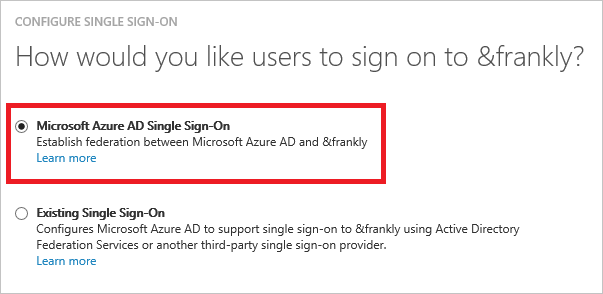 CONFIGURE SINGLE SIGN-ON
How would you like users to sign on to &frankly?
Microsoft Azure AD Single Sign-On
Establish federation between Microsoft Azure AD and &frankly
Learn more
Existing Single Sign-On
Configures Microsoft Azure AD to support single sign-on to &frankly using Active Directory
Federation Services or another third-party single sign-on provider.
Learn more